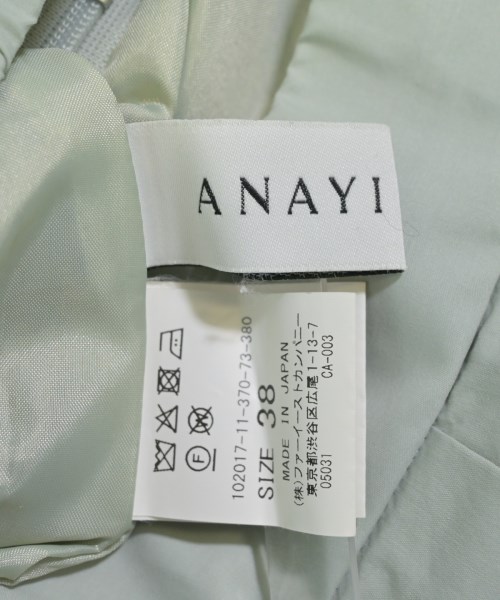 ANAYI
102017-11-370-73-380
SIZE 38
MADE IN JAPAN
(株)ファーイーストカンパニー
東京都渋谷区広尾1-13-7
05031 CA-003